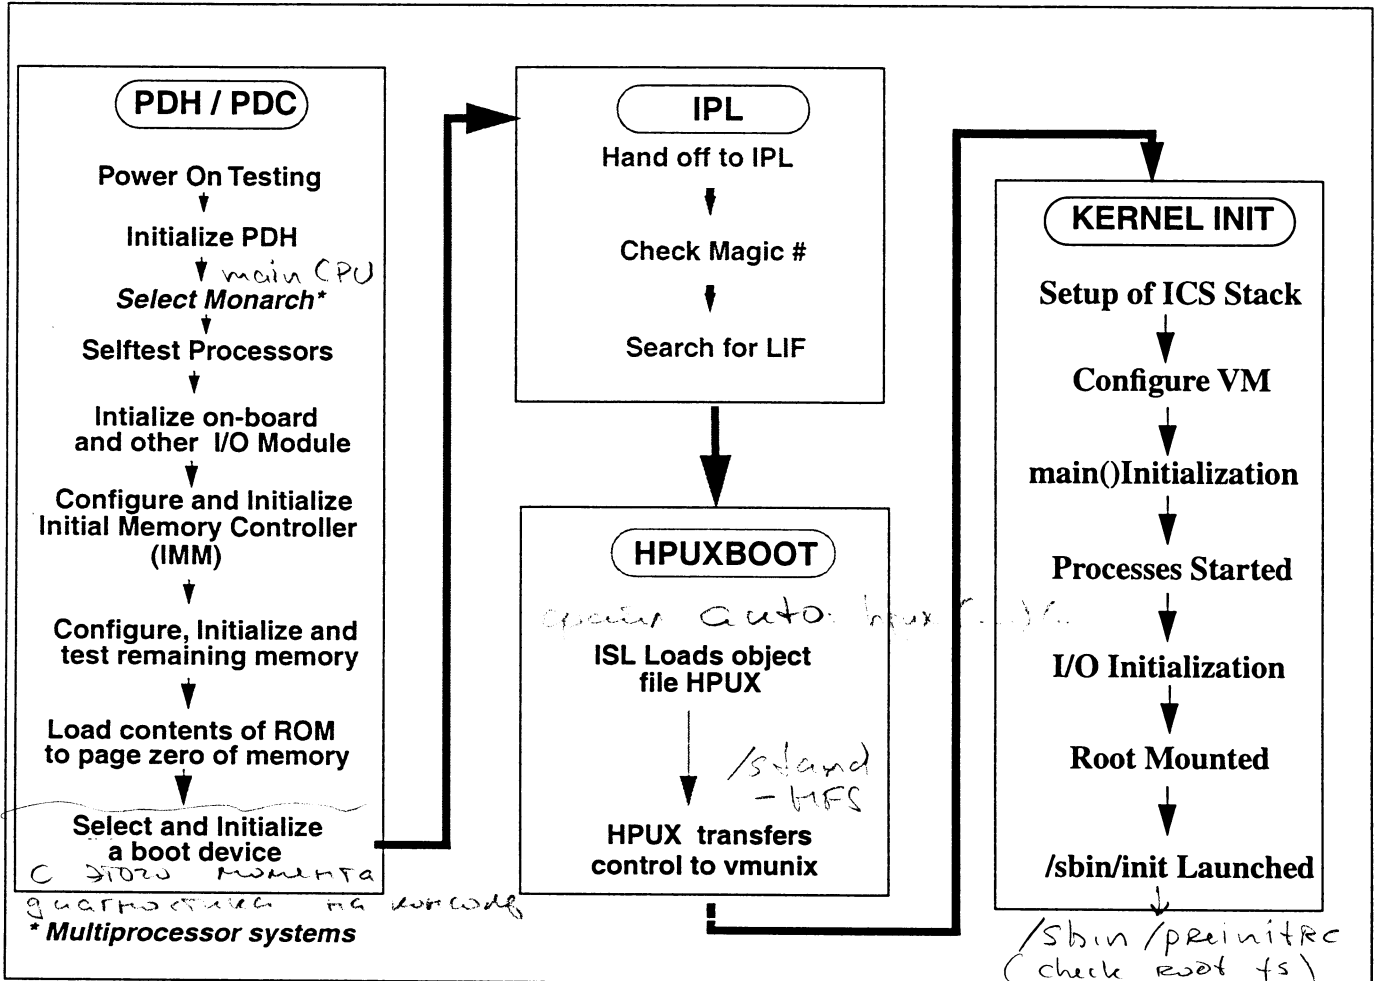 PDH / PDC
Power On Testing
Initialize PDH
main CPU
Select Monarch*
Selftest Processors
Intialize on-board
and other I/O Module
Configure and Initialize
Initial Memory Controller
(IMM)
Configure, Initialize and
test remaining memory
Load contents of ROM
to page zero of memory
Select and Initialize
a boot device
С этого момента
диагностика на консоль
* Multiprocessor systems
IPL
Hand off to IPL
Check Magic #
Search for LIF
HPUXBOOT
auto: hpux
ISL Loads object
file HPUX
/stand
- HFS
HPUX transfers
control to vmunix
KERNEL INIT
Setup of ICS Stack
Configure VM
main()Initialization
Processes Started
I/O Initialization
Root Mounted
/sbin/init Launched
/sbin/preinitrc
(check root fs)